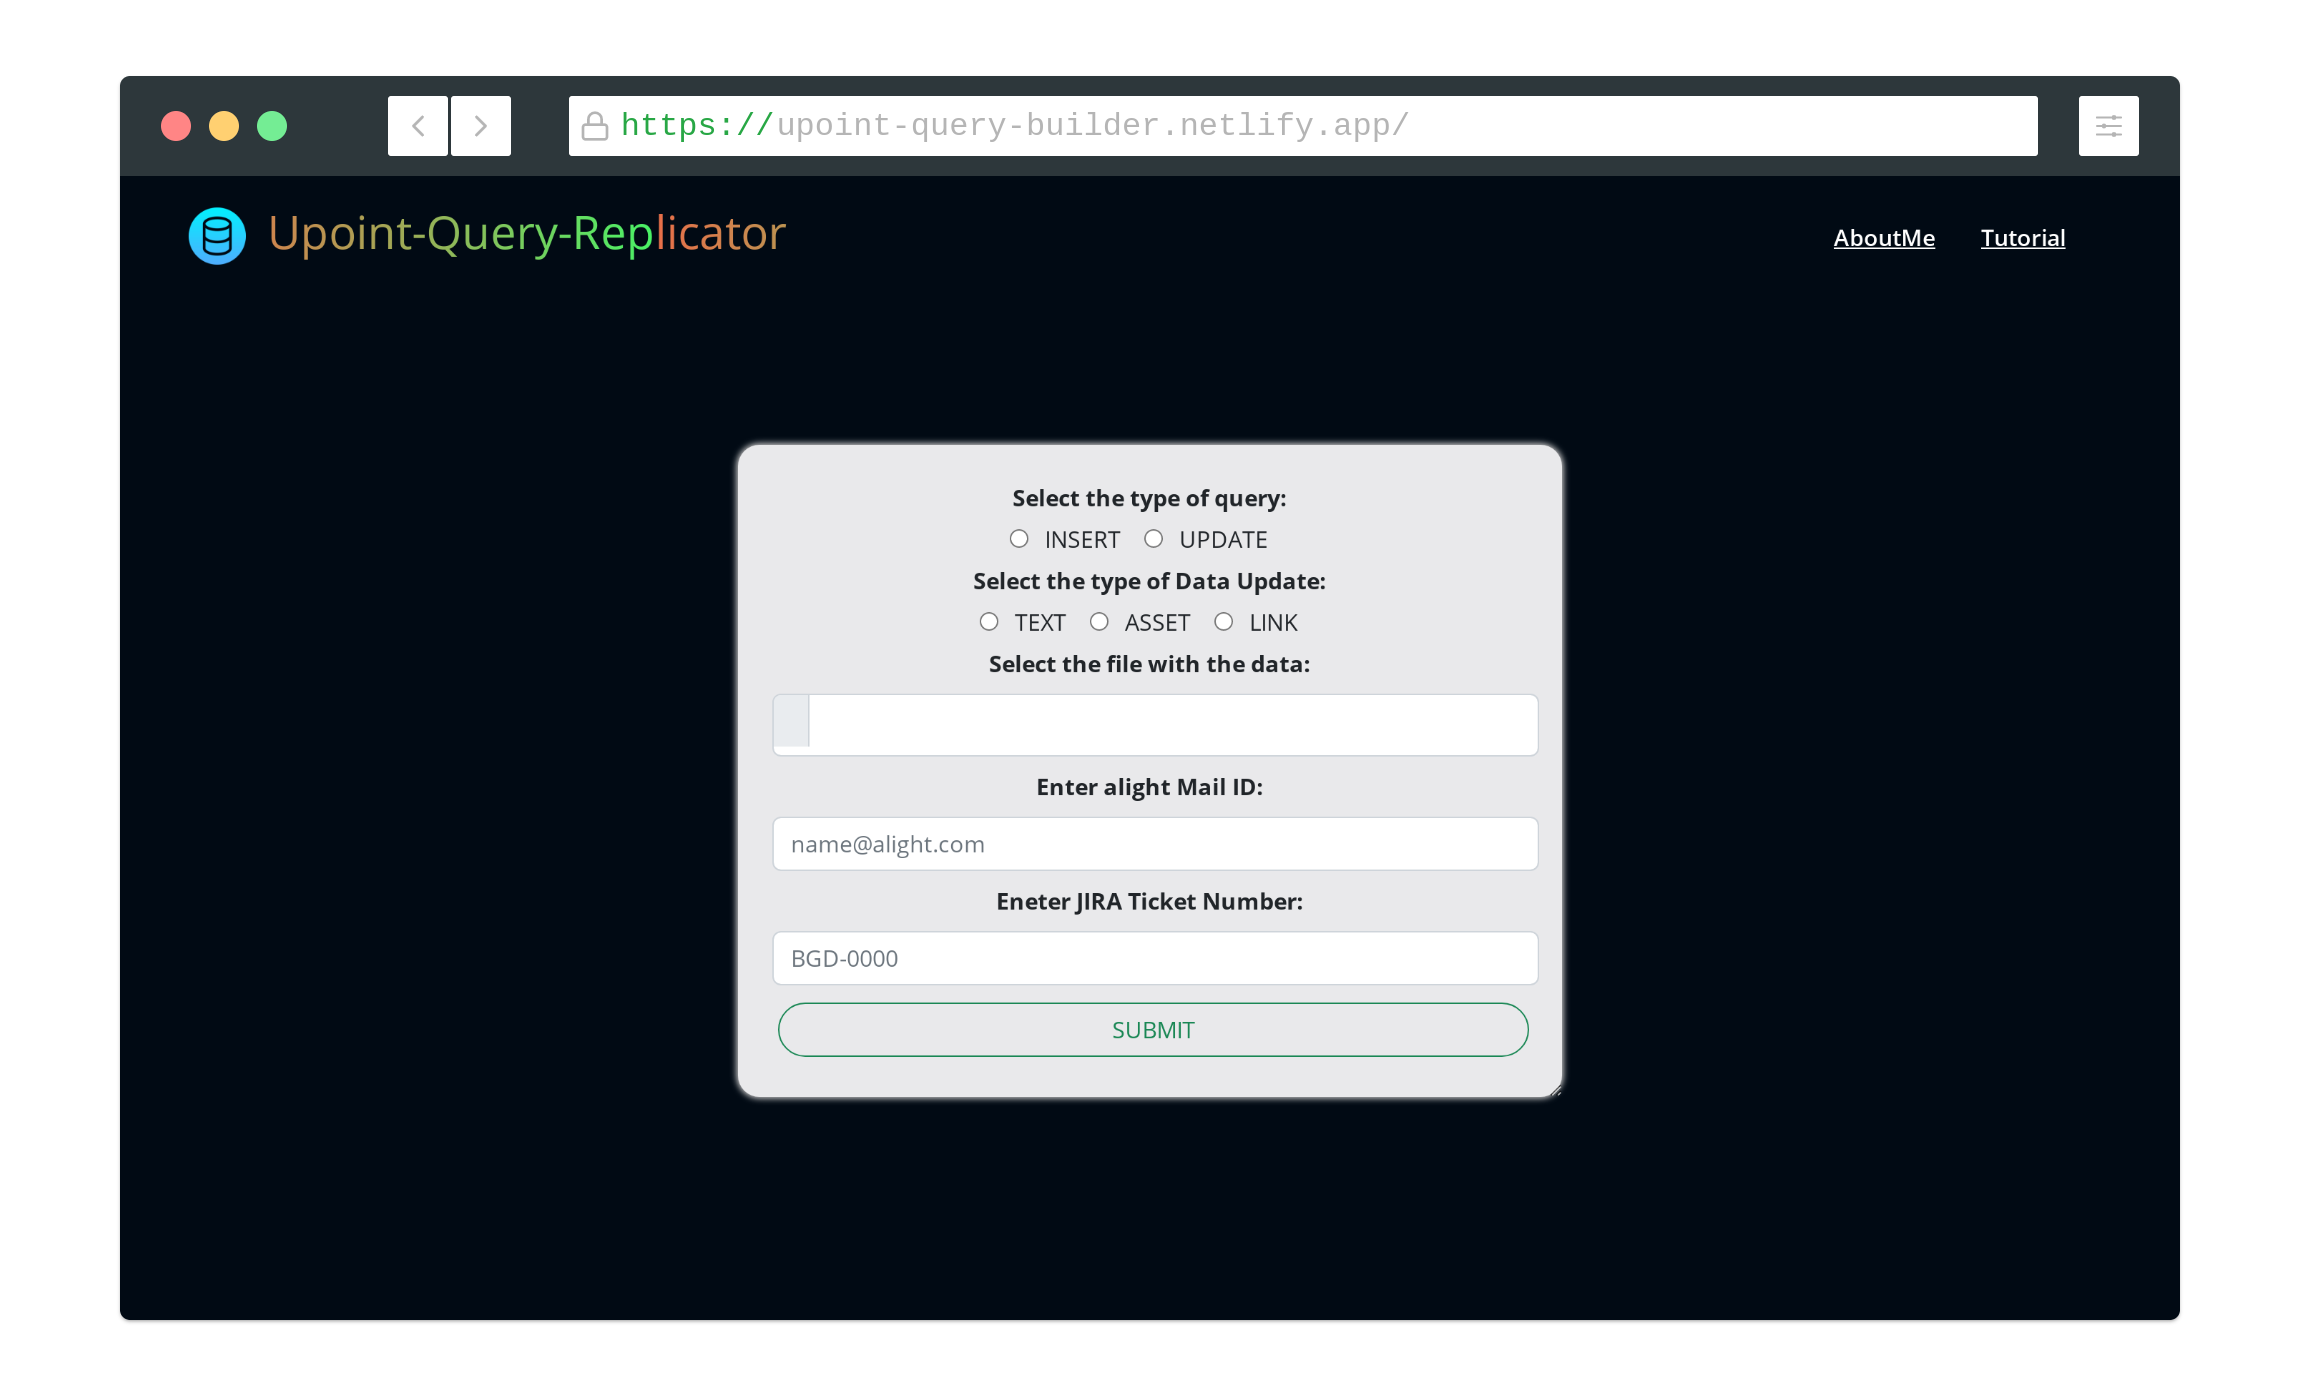 https://upoint-query-builder.netlify.app/
Upoint-Query-Replicator
AboutMe Tutorial
Select the type of query:
INSERT UPDATE
Select the type of Data Update:
TEXT ASSET LINK
Select the file with the data:
Enter alight Mail ID:
name@alight.com
Eneter JIRA Ticket Number:
BGD-0000
SUBMIT